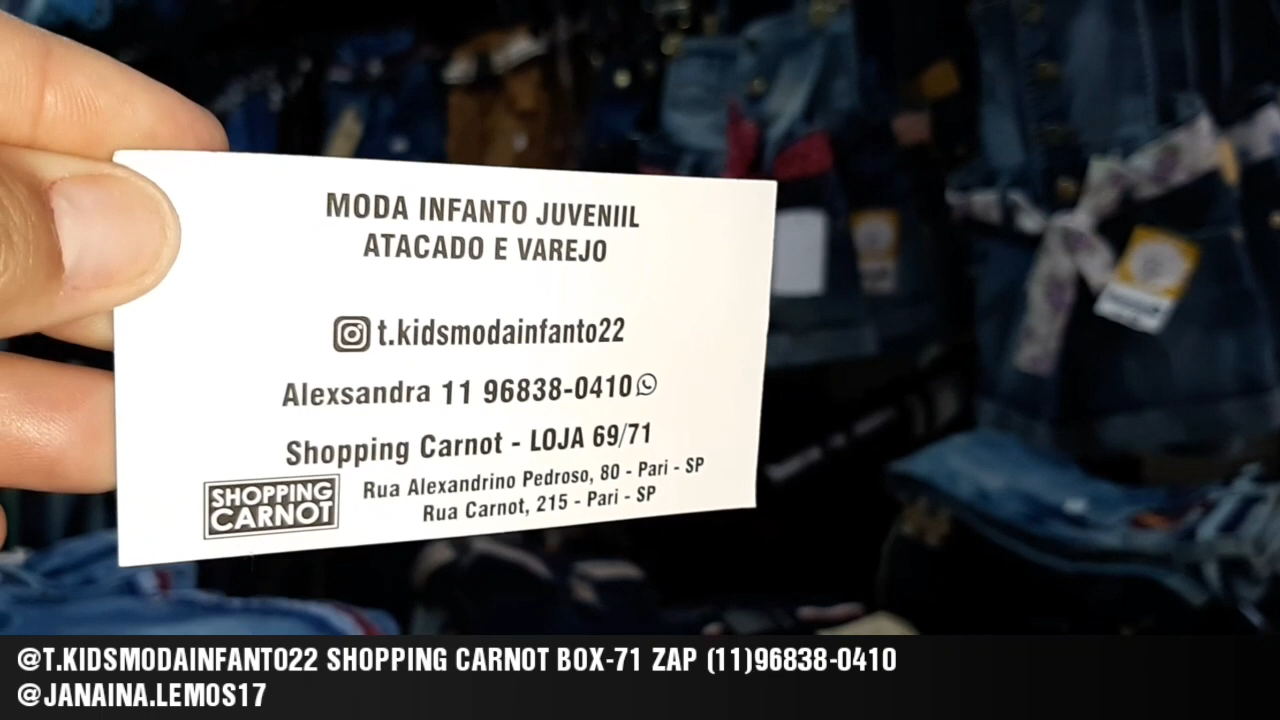 MODA INFANTO JUVENIIL
ATACADO E VAREJO
t.kidsmodainfanto22
Alexsandra 11 96838-0410
Shopping Carnot - LOJA 69/71
SHOPPING
CARNOT
Rua Alexandrino Pedroso, 80 - Pari - SP
Rua Carnot, 215 - Pari - SP
@T.KIDSMODAINFANTO22 SHOPPING CARNOT BOX-71 ZAP (11)96838-0410
@JANAINA.LEMOS17